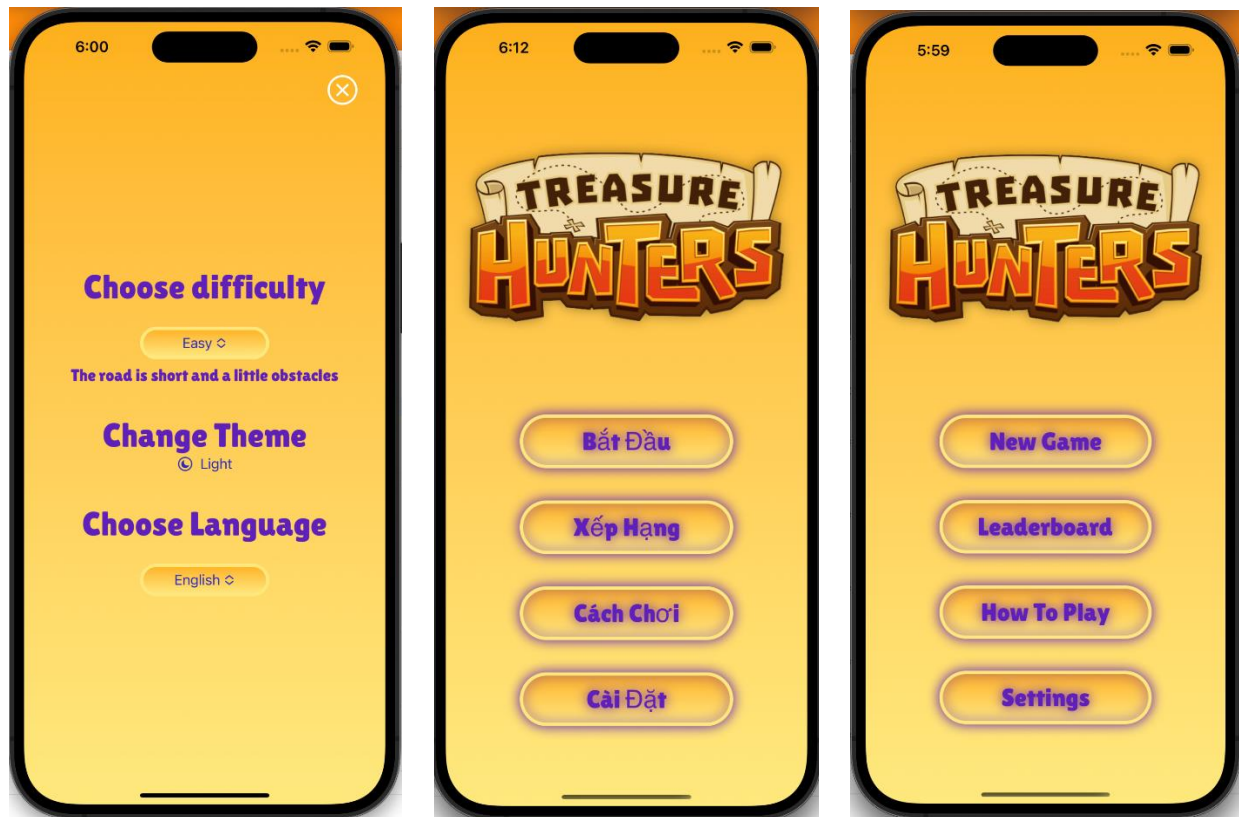 6:00
Choose difficulty
Easy
The road is short and a little obstacles
Change Theme
Light
Choose Language
English
6:12
TREASURE
HUNTERS
Bắt Đầu
Xếp Hạng
Cách Chơi
Cài Đặt
5:59
TREASURE
HUNTERS
New Game
Leaderboard
How To Play
Settings